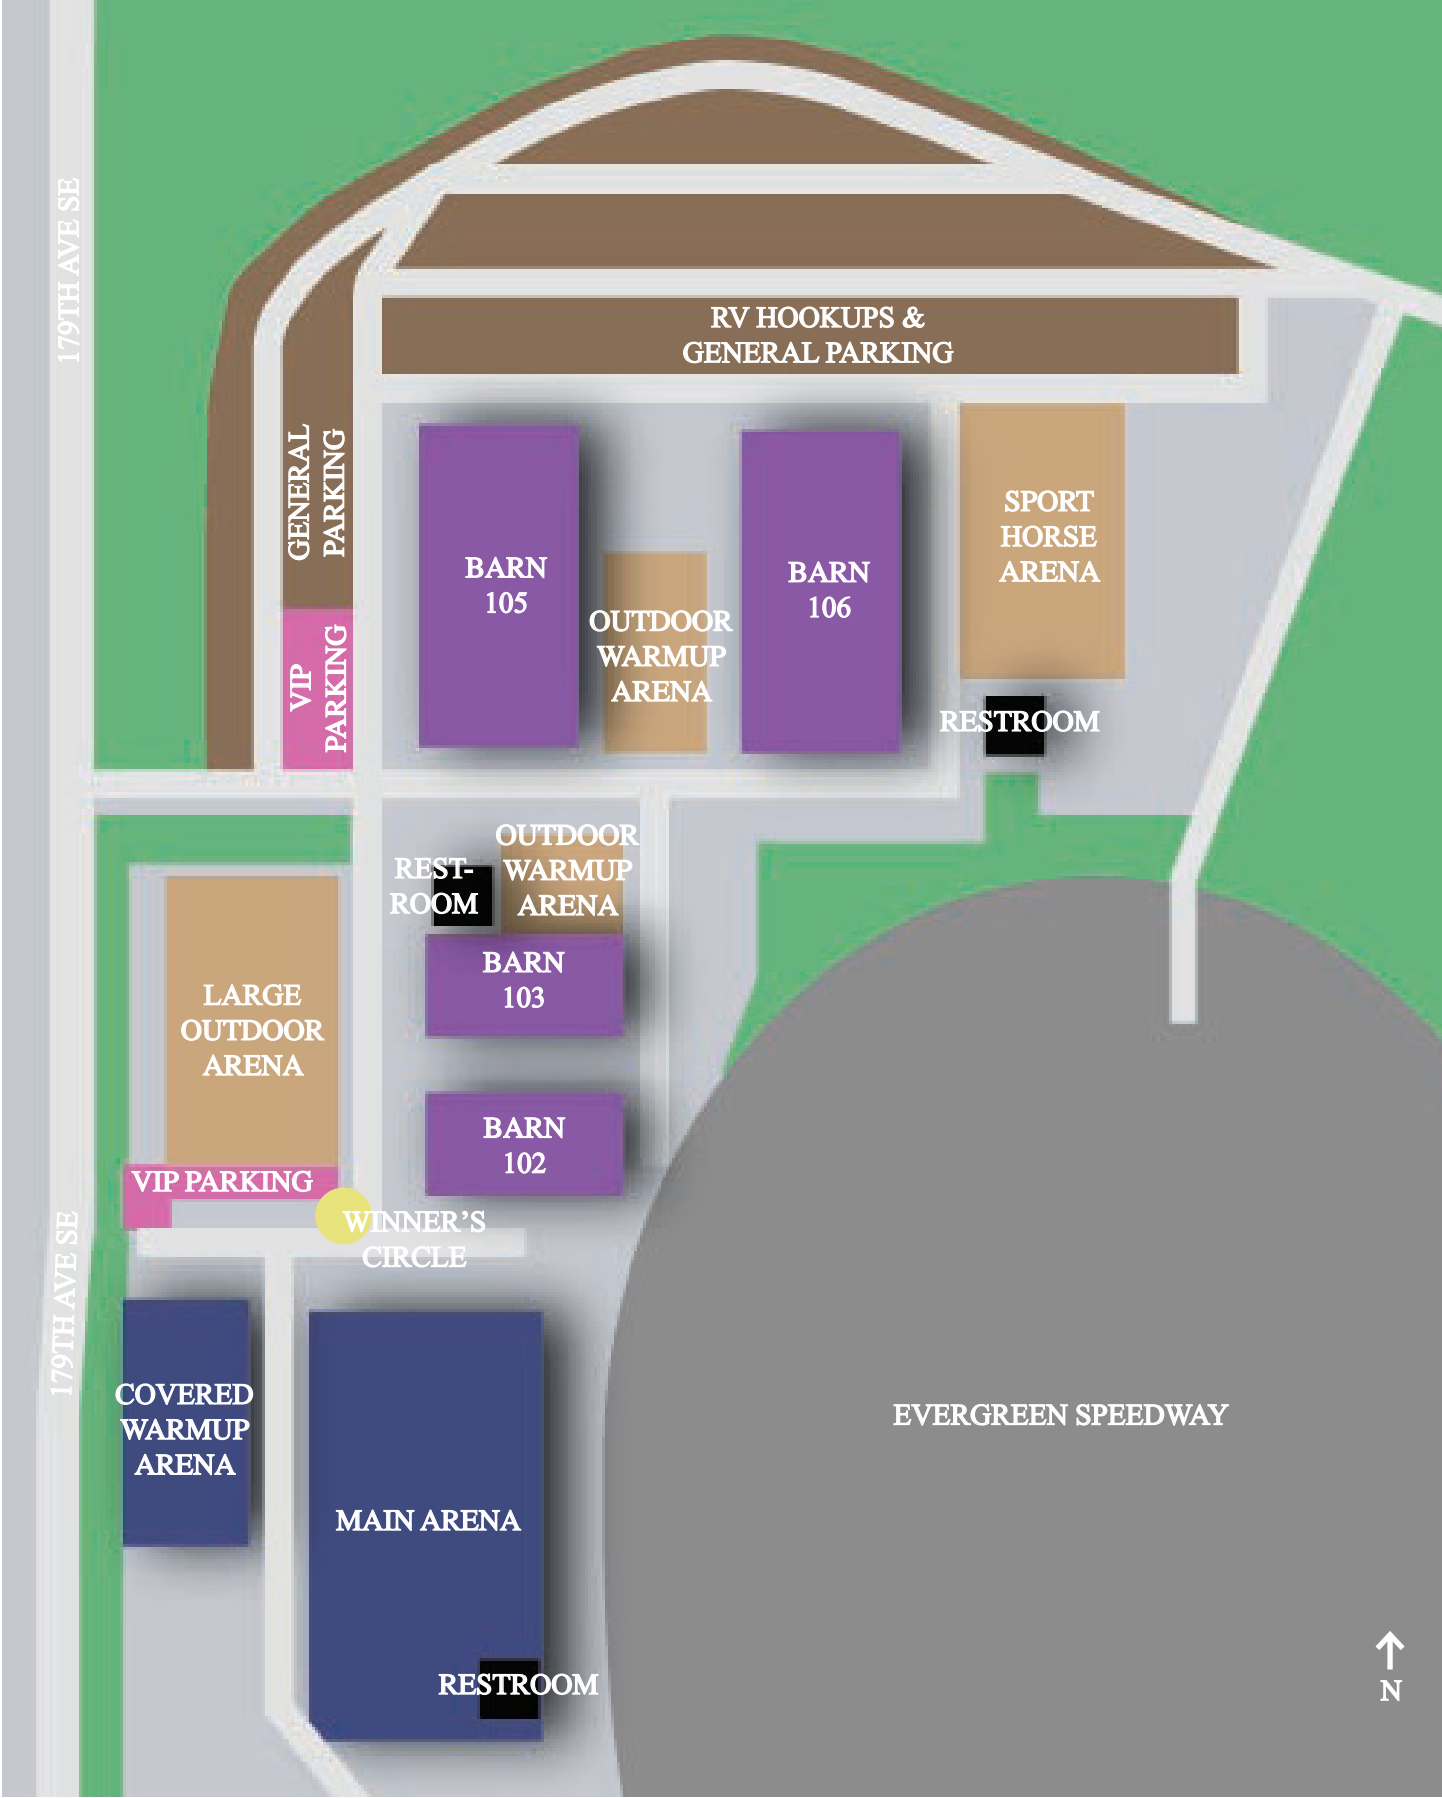 179TH AVE SE
RV HOOKUPS &
GENERAL PARKING
GENERAL
PARKING
VIP
PARKING
BARN
105
OUTDOOR
WARMUP
ARENA
BARN
106
SPORT
HORSE
ARENA
RESTROOM
REST-
ROOM
OUTDOOR
WARMUP
ARENA
BARN
103
LARGE
OUTDOOR
ARENA
BARN
102
VIP PARKING
WINNER’S
CIRCLE
179TH AVE SE
COVERED
WARMUP
ARENA
MAIN ARENA
RESTROOM
EVERGREEN SPEEDWAY
N